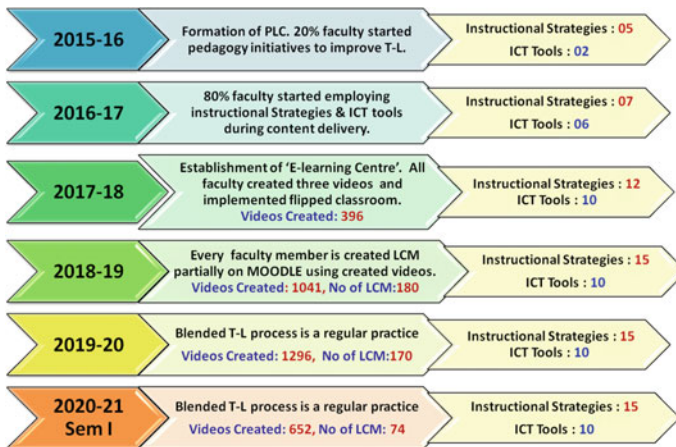 2015-16
Formation of PLC. 20% faculty started
pedagogy initiatives to improve T-L.
Instructional Strategies : 05
ICT Tools : 02
2016-17
80% faculty started employing
instructional Strategies & ICT tools
during content delivery.
Instructional Strategies : 07
ICT Tools : 06
2017-18
Establishment of 'E-learning Centre'. All
faculty created three videos and
implemented flipped classroom.
Videos Created: 396
Instructional Strategies : 12
ICT Tools : 10
2018-19
Every faculty member is created LCM
partially on MOODLE using created videos.
Videos Created: 1041, No of LCM:180
Instructional Strategies : 15
ICT Tools : 10
2019-20
Blended T-L process is a regular practice
Videos Created: 1296, No of LCM:170
Instructional Strategies : 15
ICT Tools : 10
2020-21
Sem I
Blended T-L process is a regular practice
Videos Created: 652, No of LCM: 74
Instructional Strategies : 15
ICT Tools : 10